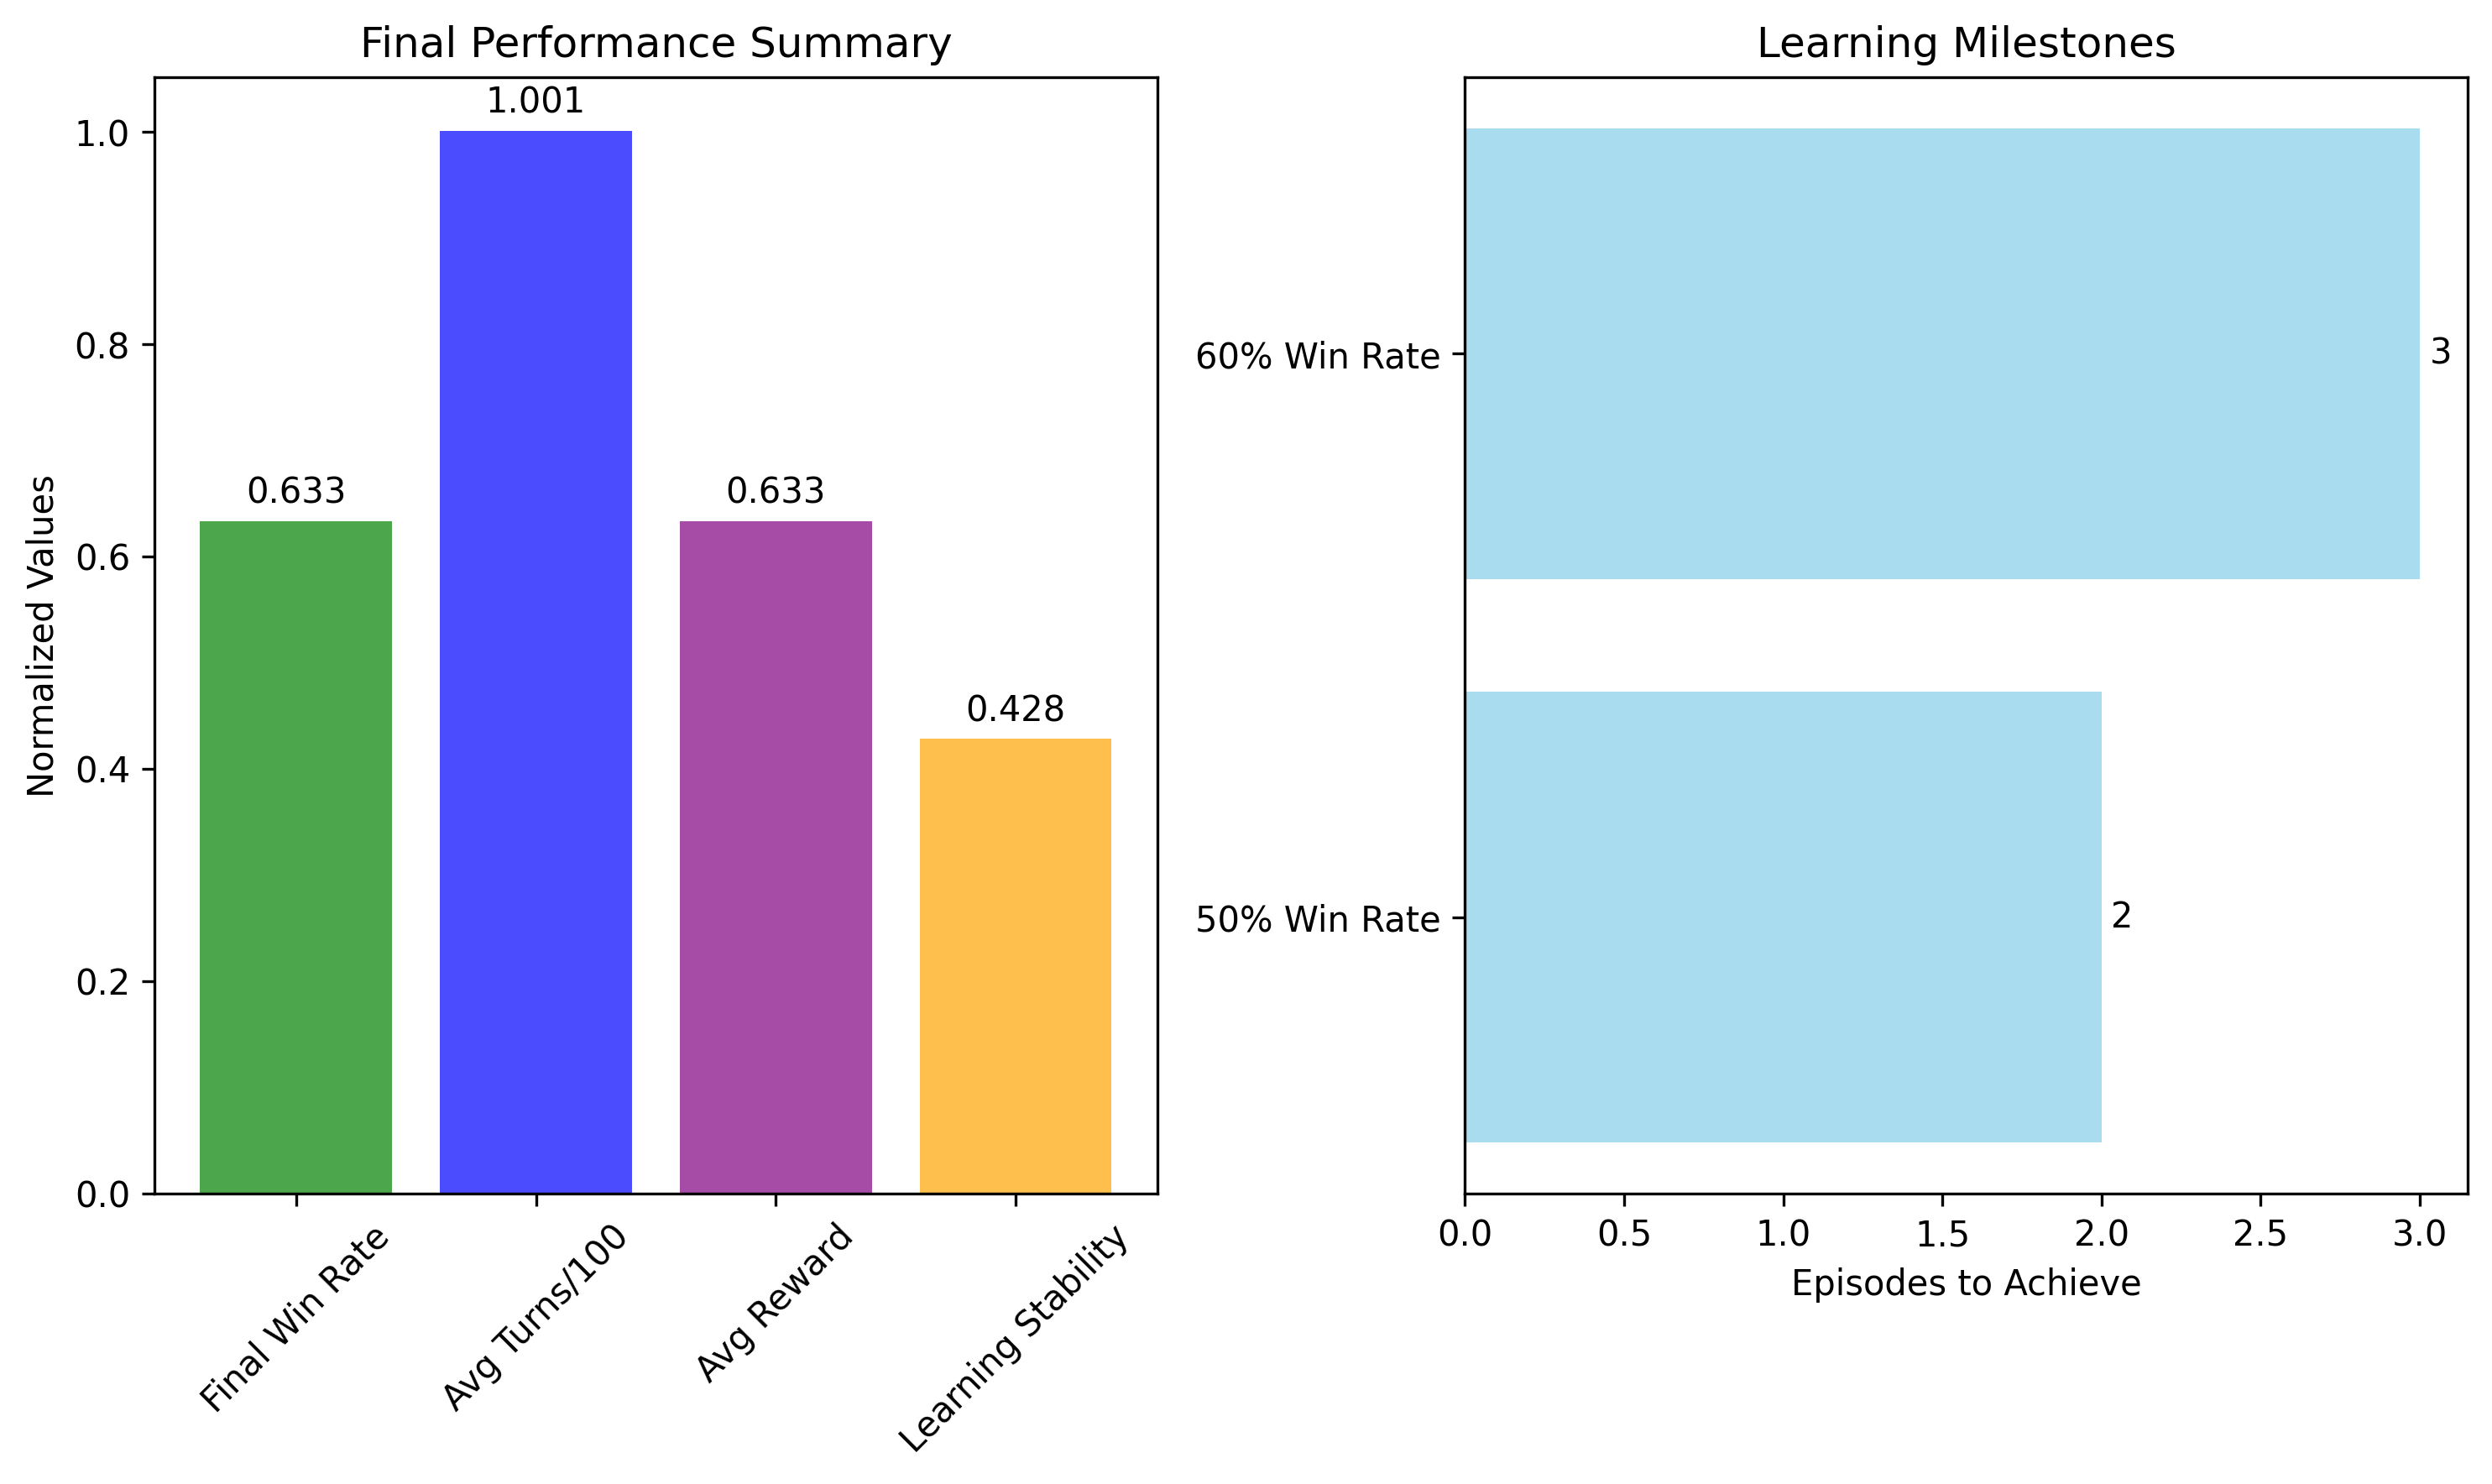 Final Performance Summary
1.001
1.0
0.8
0.633
0.633
0.6
0.428
0.4
0.2
0.0
Normalized Values
Final Win Rate
Avg Turns/100
Avg Reward
Learning Stability
Learning Milestones
60% Win Rate
3
50% Win Rate
2
0.0 0.5 1.0 1.5 2.0 2.5 3.0
Episodes to Achieve